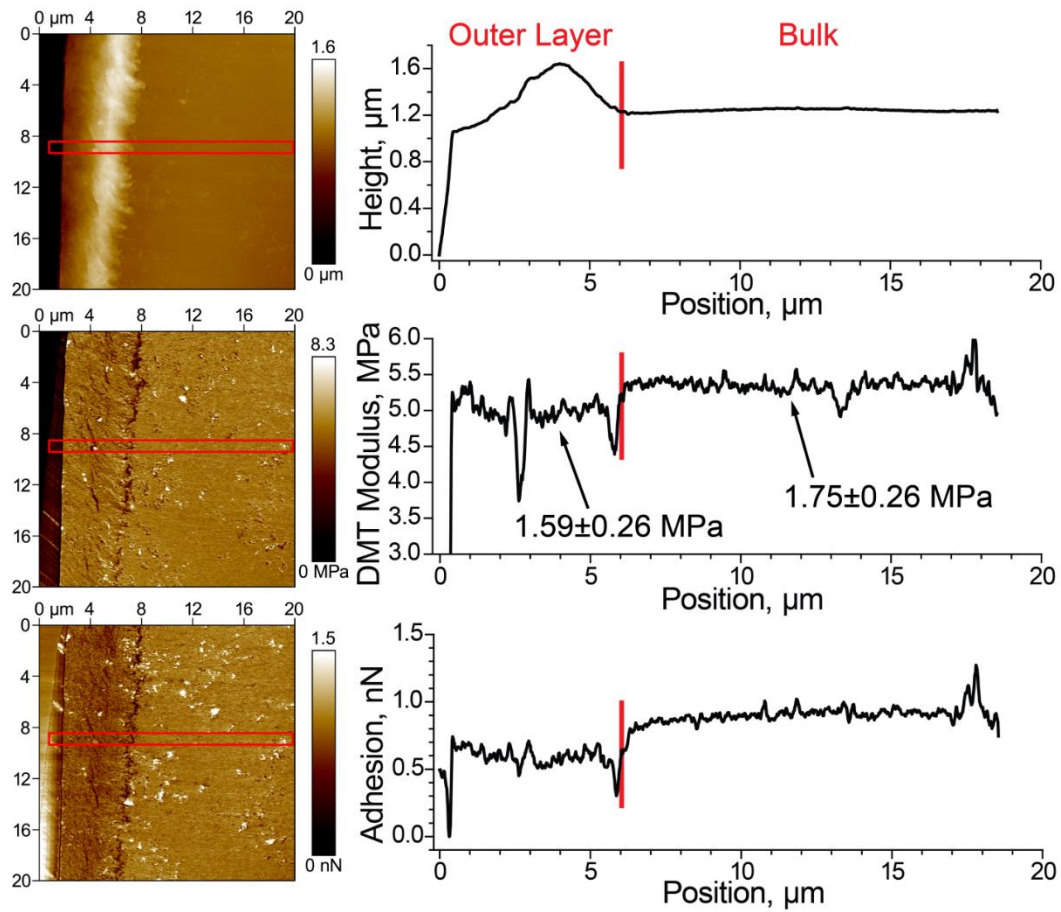 0 µm 4 8 12 16 20
0
4
8
12
16
20
1.6
0 µm
Outer Layer Bulk
Height, µm
1.6
1.2
0.8
0.4
0.0
0 5 10 15 20
Position, µm
0 µm 4 8 12 16 20
0
4
8
12
16
20
8.3
0 MPa
DMT Modulus, MPa
6.0
5.5
5.0
4.5
4.0
3.5
3.0
1.59±0.26 MPa
1.75±0.26 MPa
0 5 10 15 20
Position, µm
0 µm 4 8 12 16 20
0
4
8
12
16
20
1.5
0 nN
Adhesion, nN
1.5
1.0
0.5
0.0
0 5 10 15 20
Position, µm